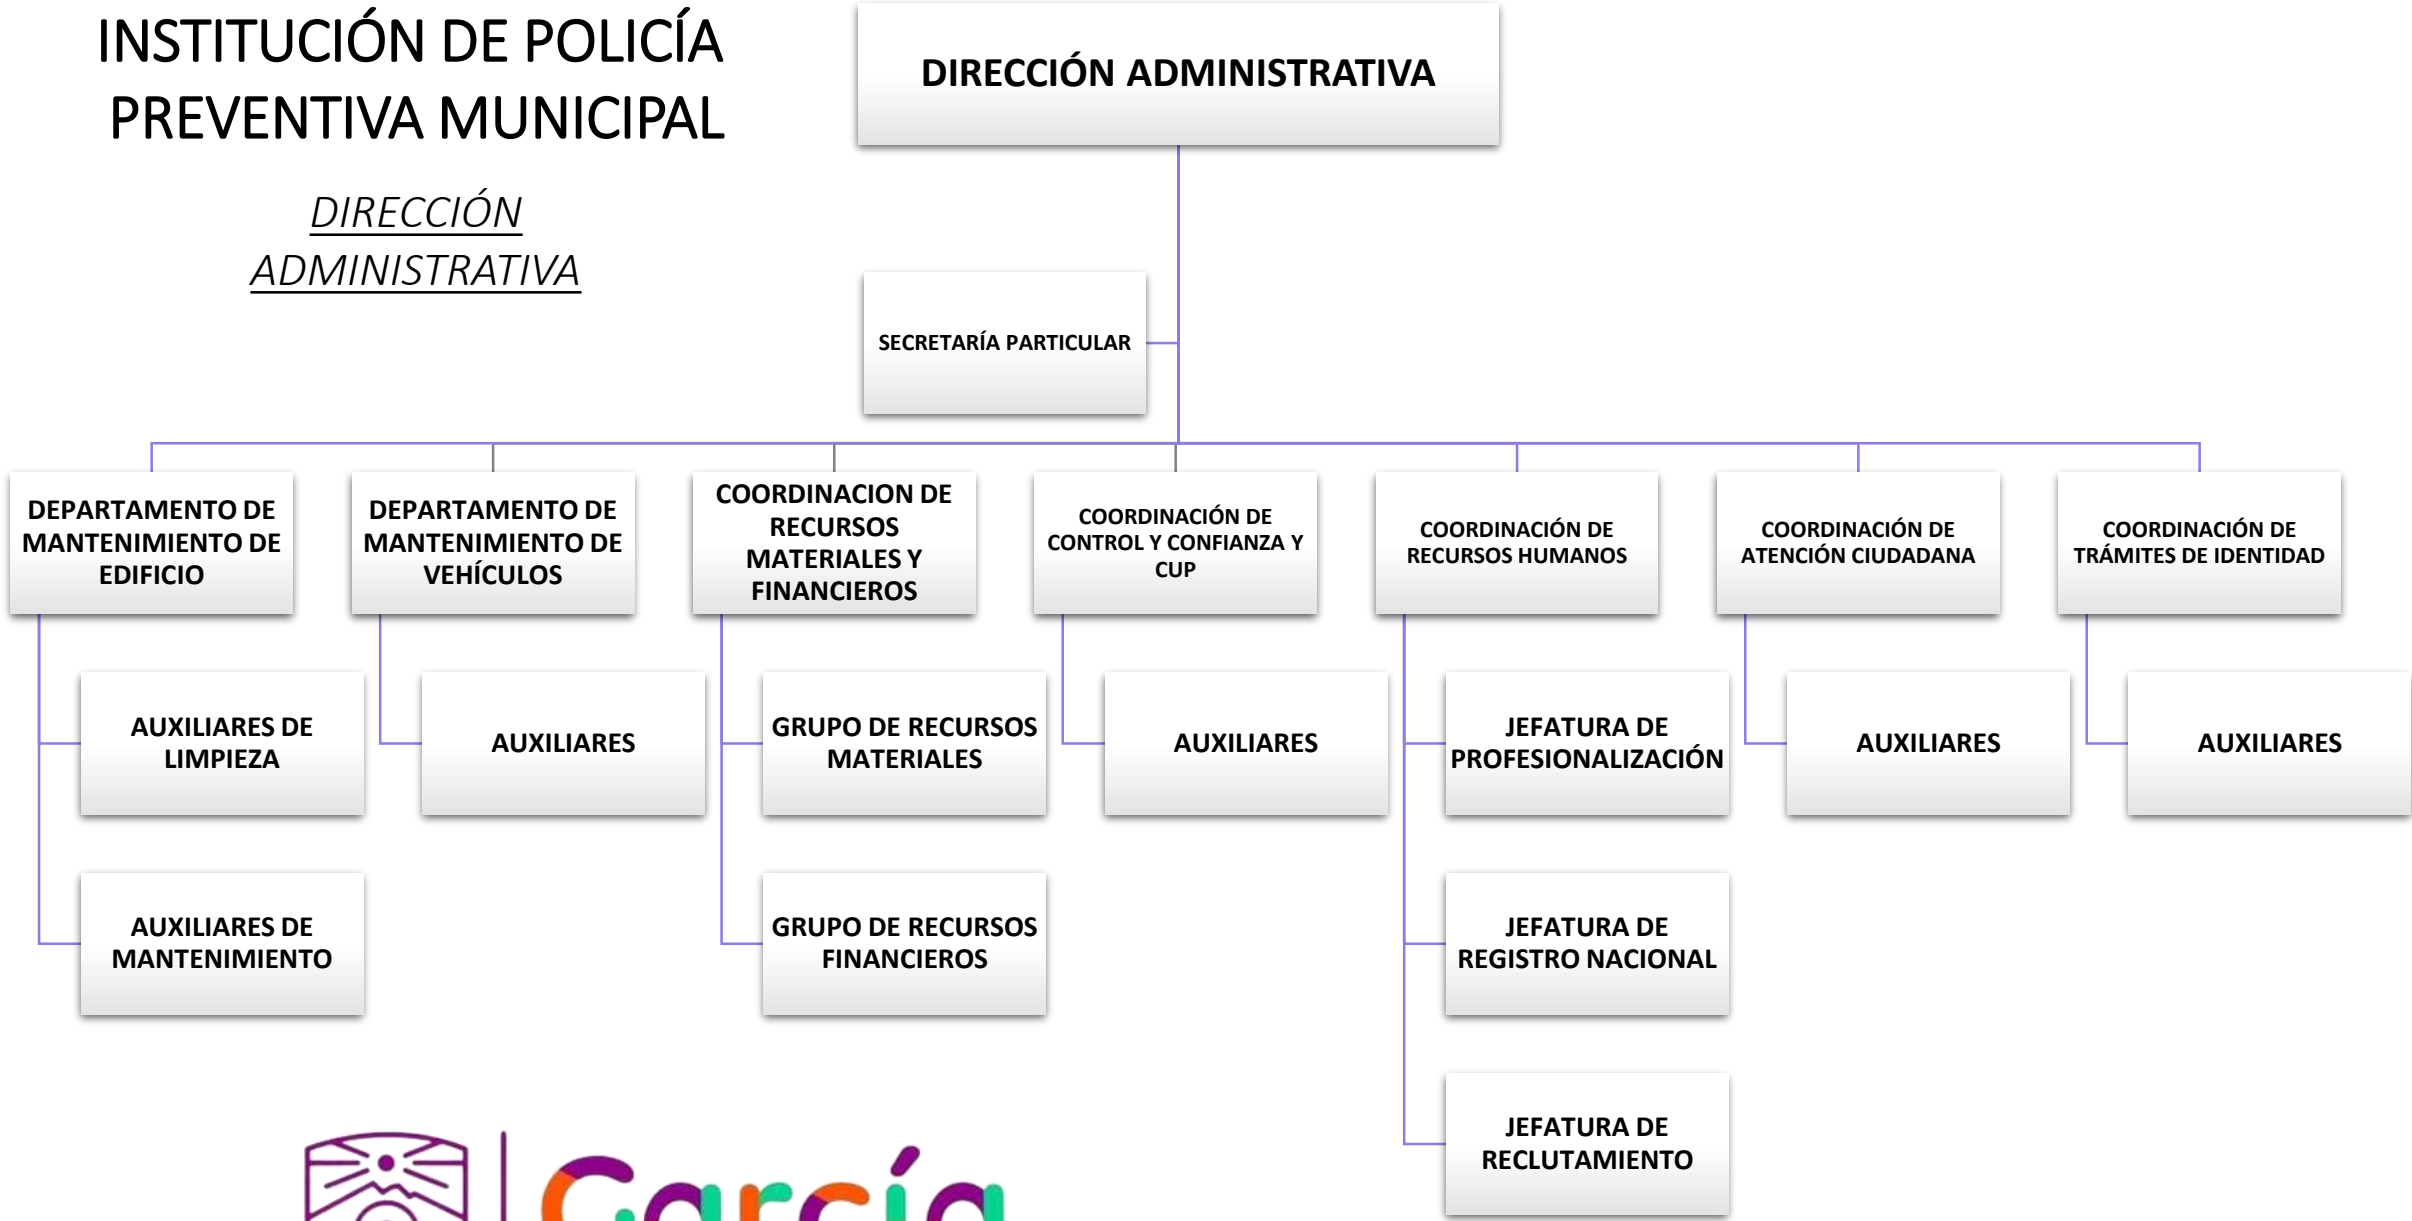 INSTITUCIÓN DE POLICÍA
PREVENTIVA MUNICIPAL
DIRECCIÓN
ADMINISTRATIVA
DIRECCIÓN ADMINISTRATIVA
SECRETARÍA PARTICULAR
DEPARTAMENTO DE
MANTENIMIENTO DE
EDIFICIO
DEPARTAMENTO DE
MANTENIMIENTO DE
VEHÍCULOS
COORDINACION DE
RECURSOS
MATERIALES Y
FINANCIEROS
COORDINACIÓN DE
CONTROL Y CONFIANZA Y
CUP
COORDINACIÓN DE
RECURSOS HUMANOS
COORDINACIÓN DE
ATENCIÓN CIUDADANA
COORDINACIÓN DE
TRÁMITES DE IDENTIDAD
AUXILIARES DE
LIMPIEZA
AUXILIARES
GRUPO DE RECURSOS
MATERIALES
AUXILIARES
JEFATURA DE
PROFESIONALIZACIÓN
AUXILIARES
AUXILIARES
AUXILIARES DE
MANTENIMIENTO
GRUPO DE RECURSOS
FINANCIEROS
JEFATURA DE
REGISTRO NACIONAL
JEFATURA DE
RECLUTAMIENTO
García